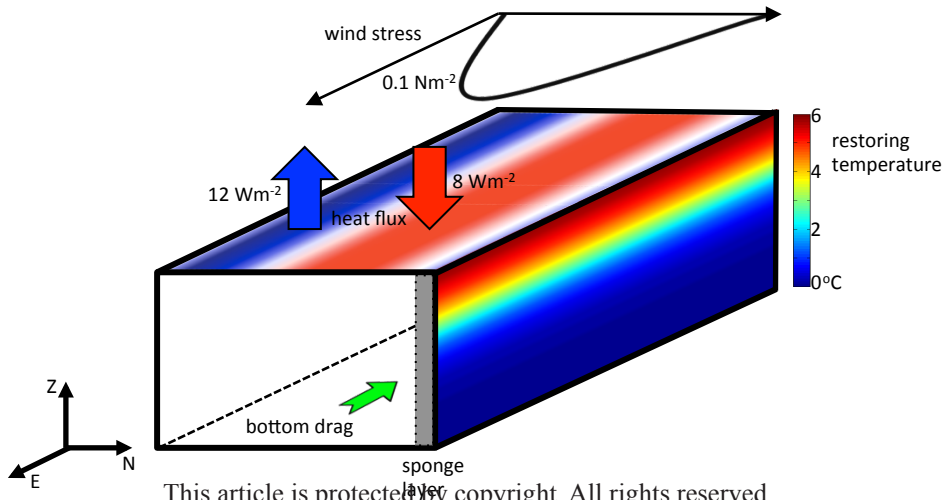 wind stress
0.1 Nm-2
6
restoring
temperature
4
12 Wm-2
8 Wm-2
heat flux
2
0°C
Z
bottom drag
N
E
sponge
layer
This article is protected by copyright. All rights reserved